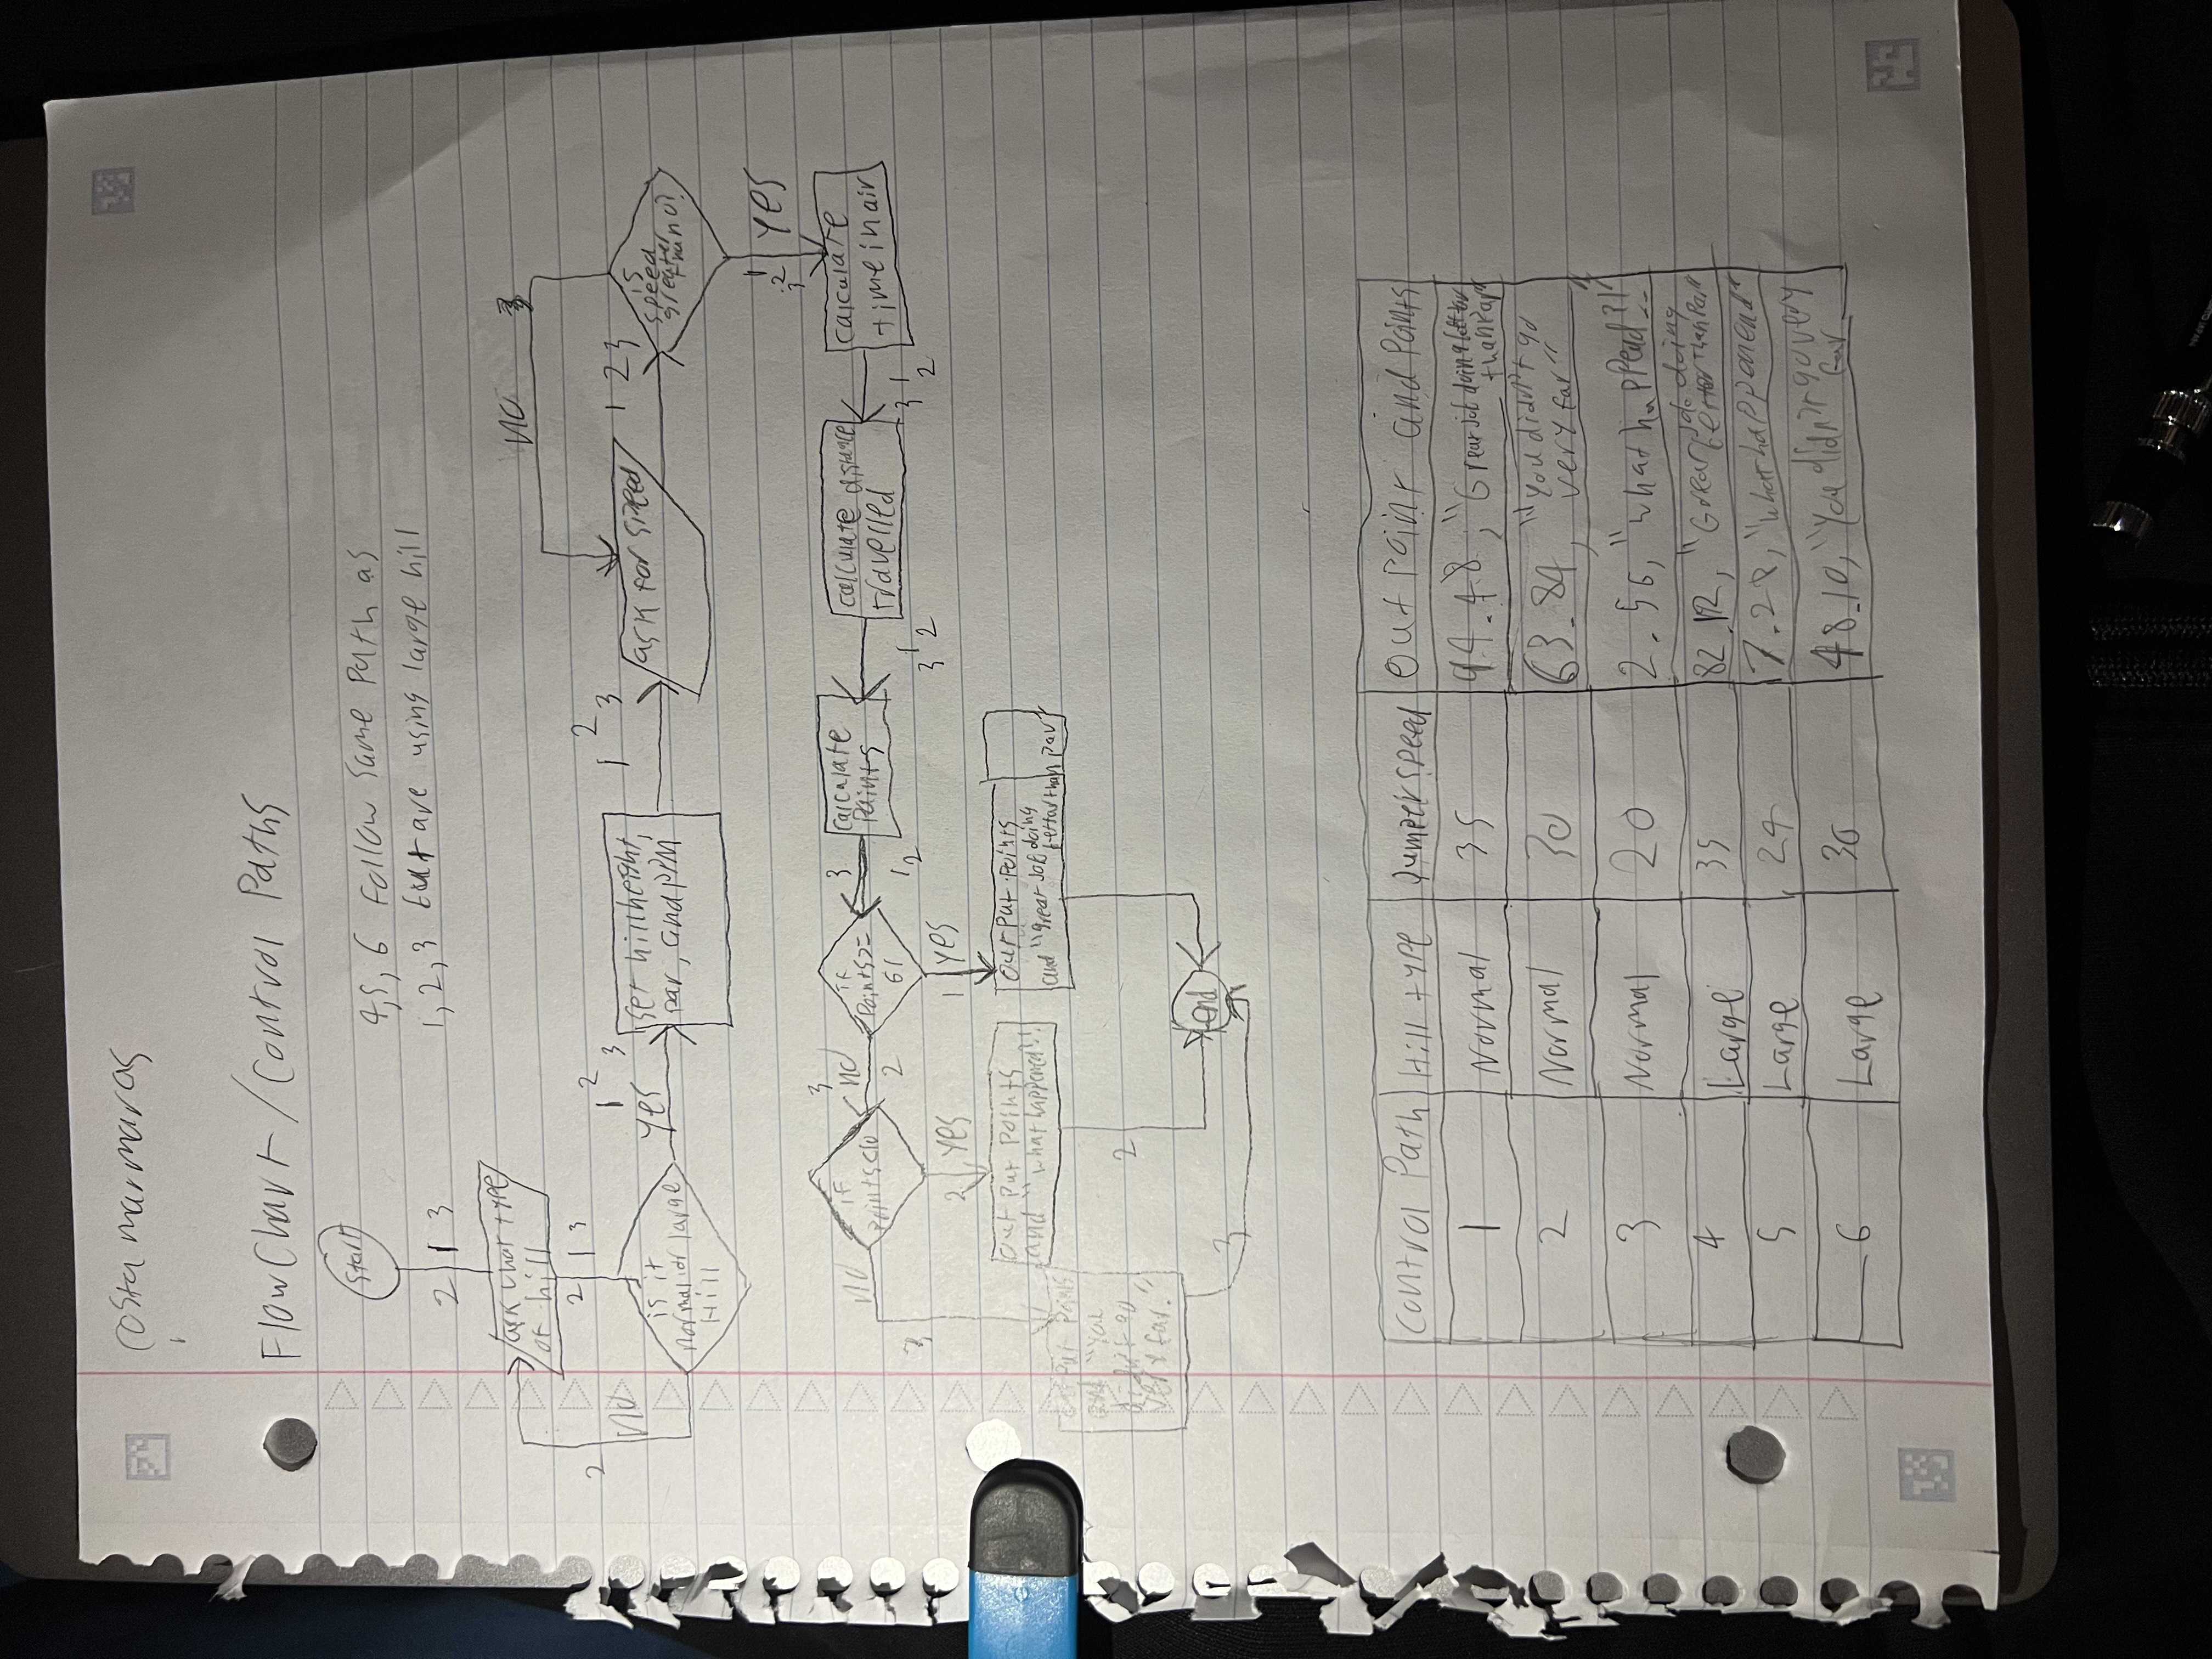 Costa marmaras
Flowchart/Control Paths
Start
4,5,6 Follow same Path as
1,2,3 but are using large hill
2 1 3
ask what type
of hill
2 1 3
2
NO
is it
normal or large
Hill
1 2 3
Yes
set hillheight,
par, and PPM
1 2 3
ask for speed
NO
1 2 3
is
speed
greater
than 0?
1
2
3
Yes
calculate
time in air
3 1 2
calculate distance
travelled
3 1 2
calculate
Points
3
1 2
if
Points>=
61
3
NO
2
if
Points<10
NO
3
2 Yes
1 Yes
Out Put Points
and "what happened?!
OutPut Points
and "Great Job doing
better than par"
Out Put Points
and "You
didn't go
very far."
2
3
end
Control Path Hill type Jumper speed Out Point and Points
1 Normal 35 94.48, "Great job doing better
than Par"
2 Normal 30 63.84, "You didn't go
very far"
3 Normal 20 2.56, "what happend?!"
4 Large 35 82.12, "Great job doing
better than Par"
5 Large 24 7.28, "what happenend"
6 Large 30 48.10, "You didn't go very
far